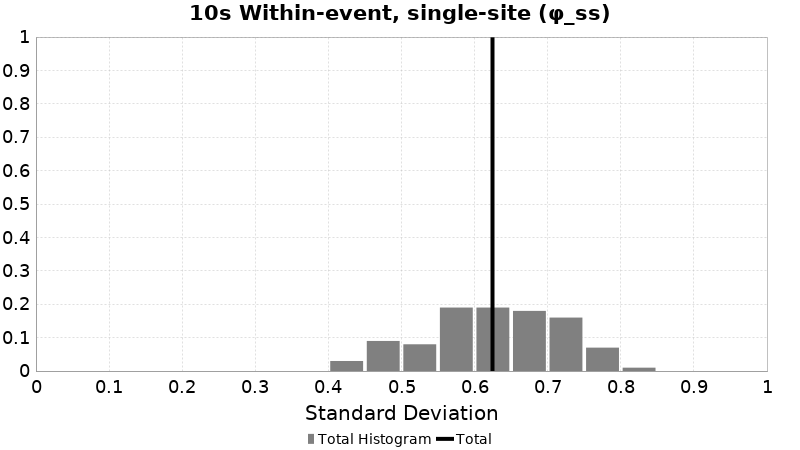 10s Within-event, single-site (φ_ss)
1
0.9
0.8
0.7
0.6
0.5
0.4
0.3
0.2
0.1
0
0 0.1 0.2 0.3 0.4 0.5 0.6 0.7 0.8 0.9 1
Standard Deviation
Total Histogram Total